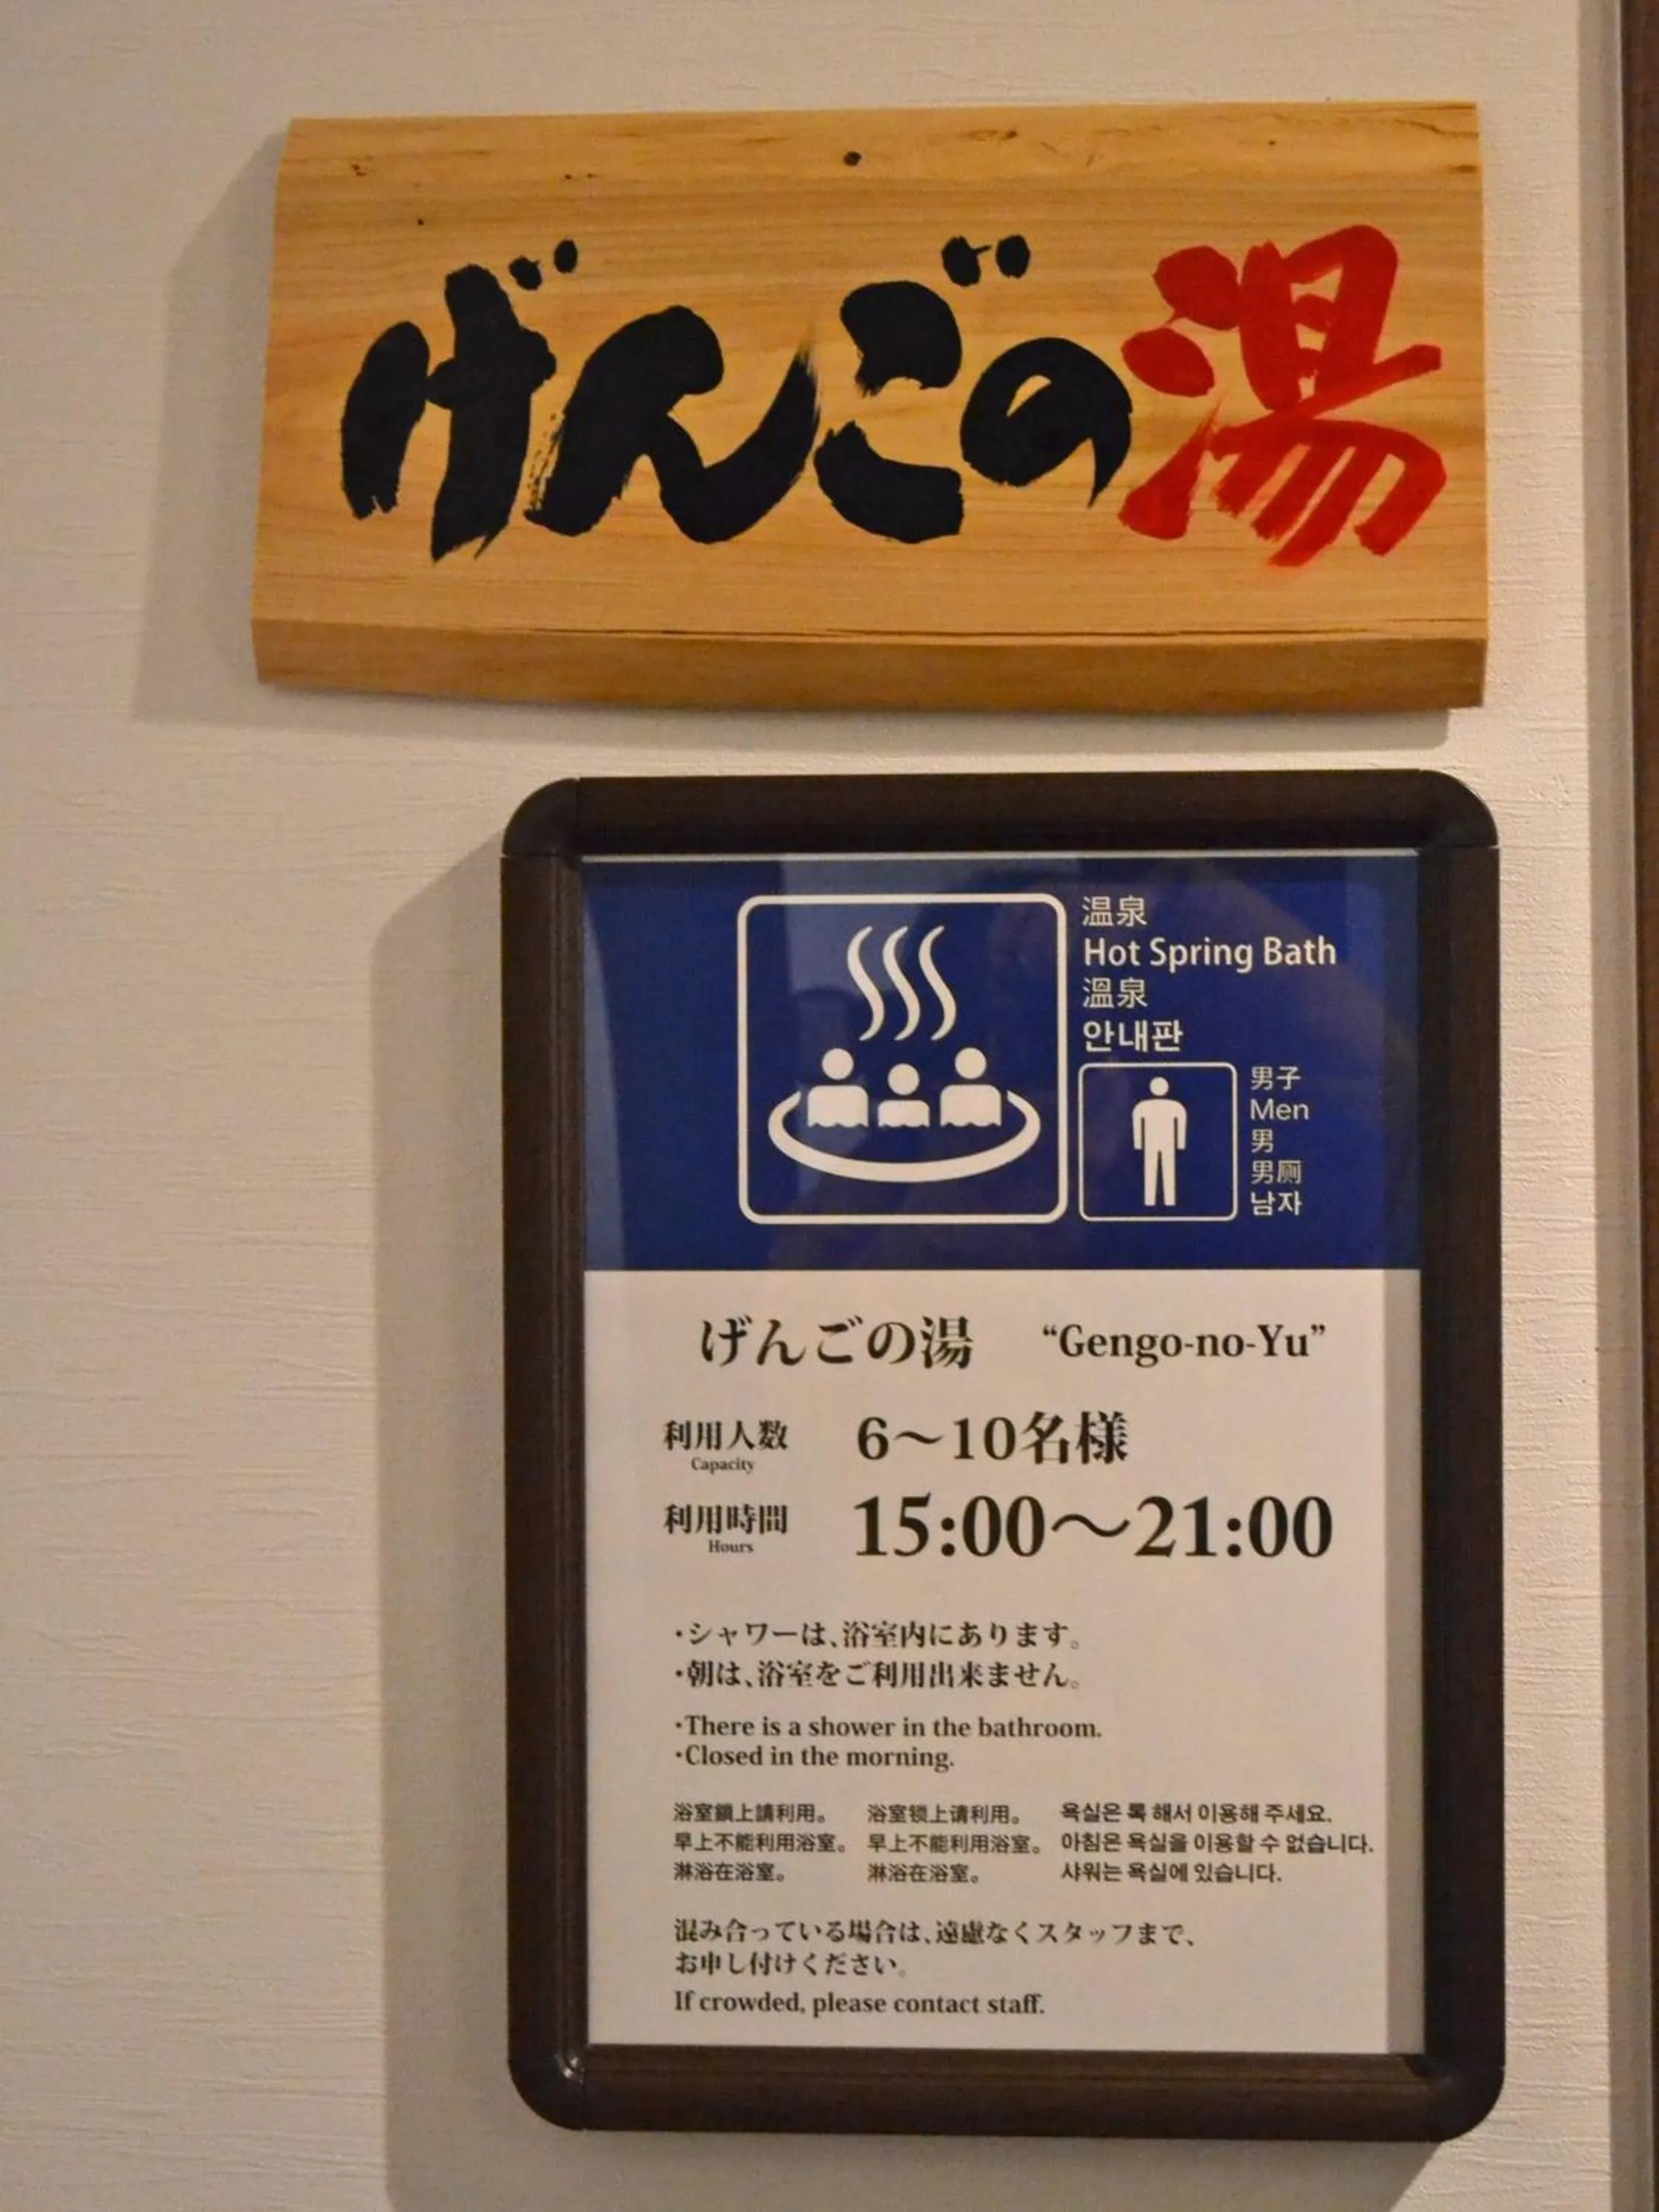 げんごの湯
温泉
Hot Spring Bath
溫泉
안내판
男子
Men
男
男厕
남자
げんごの湯 “Gengo-no-Yu”
利用人数 6～10名様
Capacity
利用時間 15:00～21:00
Hours
・シャワーは、浴室内にあります。
・朝は、浴室をご利用出来ません。
・There is a shower in the bathroom.
・Closed in the morning.
浴室鎖上請利用。 浴室锁上请利用。 욕실은 록 해서 이용해 주세요.
早上不能利用浴室。 早上不能利用浴室。 아침은 욕실을 이용할 수 없습니다.
淋浴在浴室。 淋浴在浴室。 샤워는 욕실에 있습니다.
混み合っている場合は、遠慮なくスタッフまで、
お申し付けください。
If crowded, please contact staff.